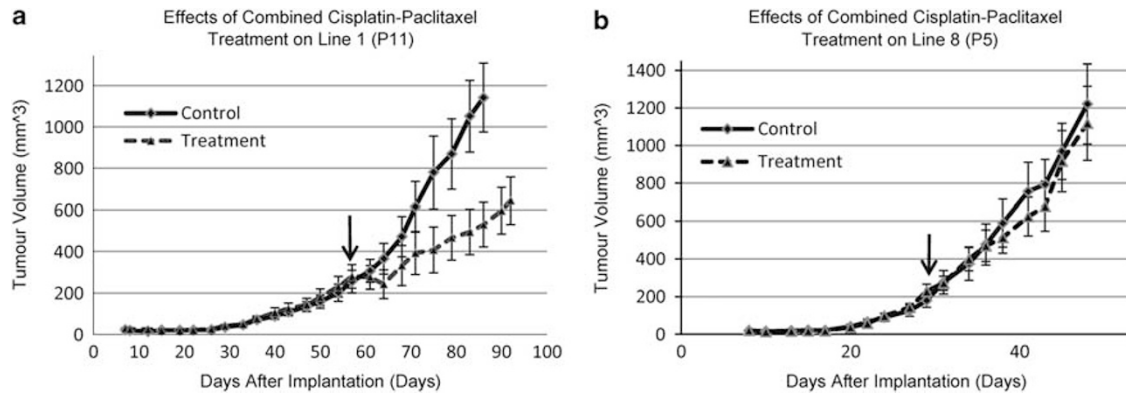 a
Effects of Combined Cisplatin-Paclitaxel
Treatment on Line 1 (P11)
Tumour Volume (mm^3)
1200
1000
800
600
400
200
0
Control
Treatment
0 10 20 30 40 50 60 70 80 90 100
Days After Implantation (Days)
b
Effects of Combined Cisplatin-Paclitaxel
Treatment on Line 8 (P5)
Tumour Volume (mm^3)
1400
1200
1000
800
600
400
200
0
Control
Treatment
0 20 40
Days After Implantation (Days)